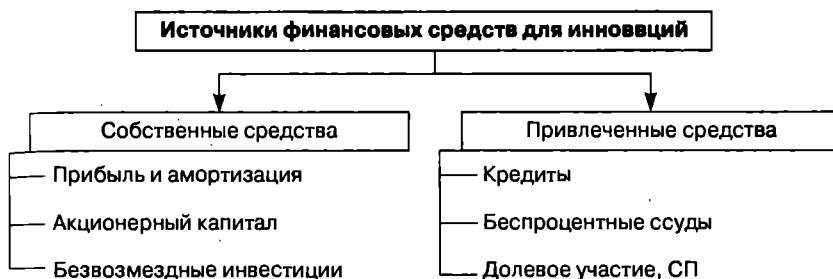 Источники финансовых средств для инноввций
Собственные средства
Прибыль и амортизация
Акционерный капитал
Безвозмездные инвестиции
Привлеченные средства
Кредиты
Беспроцентные ссуды
Долевое участие, СП